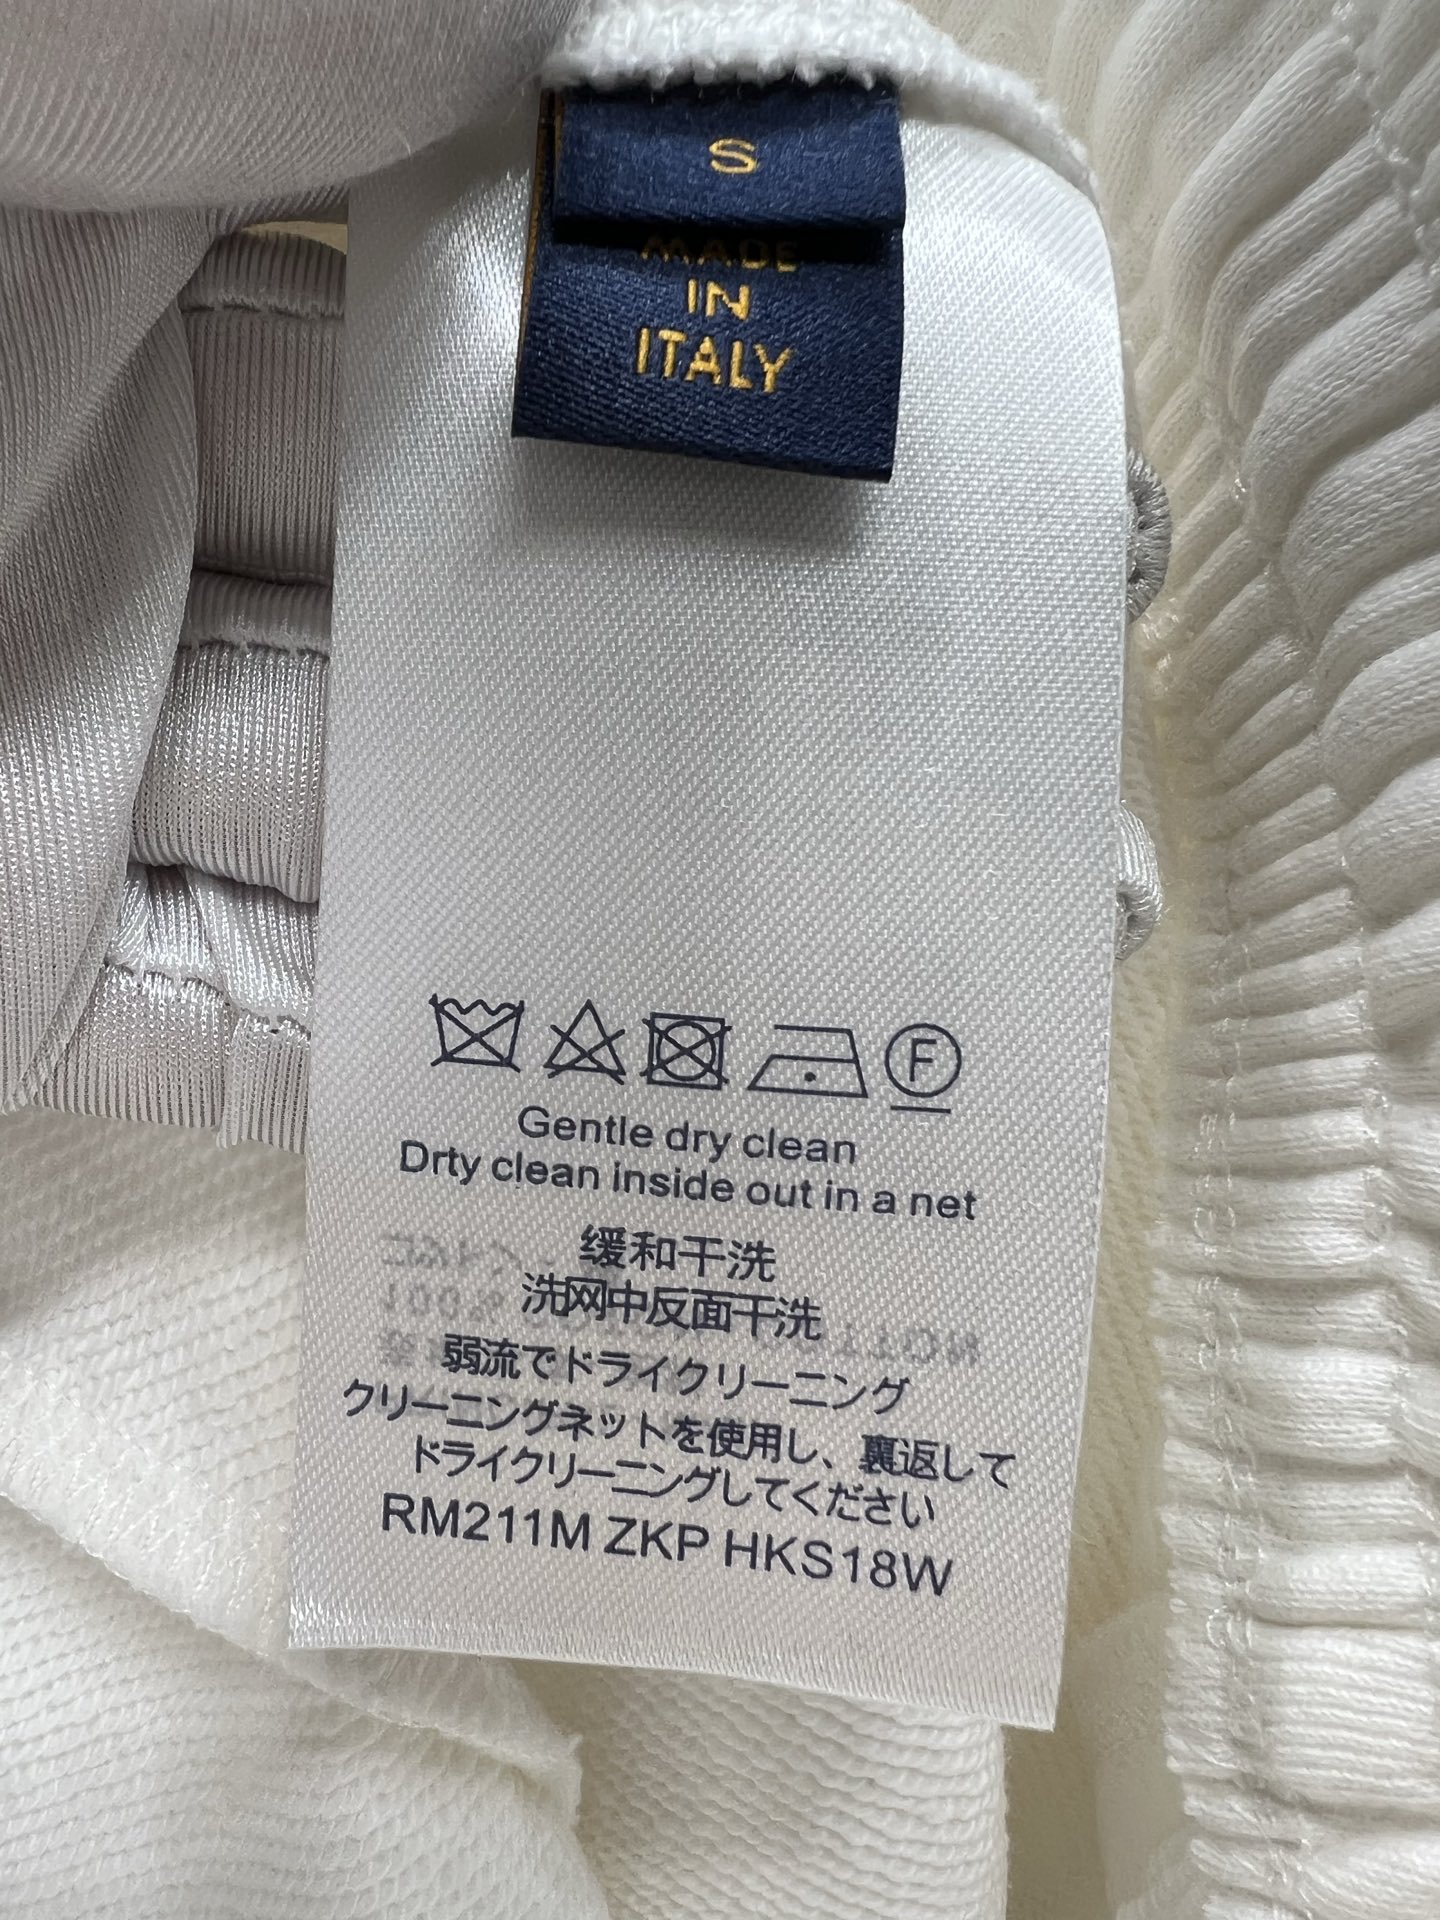 S
MADE
IN
ITALY
F
Gentle dry clean
Drty clean inside out in a net
缓和干洗
洗网中反面干洗
弱流でドライクリーニング
クリーニングネットを使用し、裏返して
ドライクリーニングしてください
RM211M ZKP HKS18W